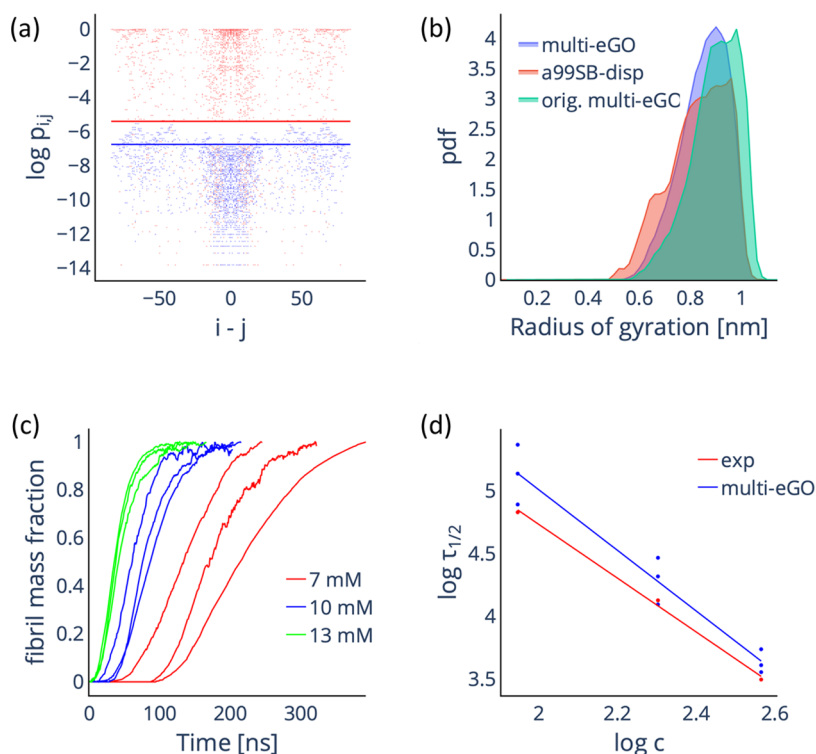 (a)
0
−2
−4
−6
−8
−10
−12
−14
log pi,j
−50
0
50
i - j
(b)
multi-eGO
a99SB-disp
orig. multi-eGO
4
3.5
3
2.5
2
1.5
1
0.5
0
pdf
0.2
0.4
0.6
0.8
1
Radius of gyration [nm]
(c)
1
0.8
0.6
0.4
0.2
0
fibril mass fraction
7 mM
10 mM
13 mM
0
100
200
300
Time [ns]
(d)
exp
multi-eGO
5
4.5
4
3.5
log τ1/2
2
2.2
2.4
2.6
log c